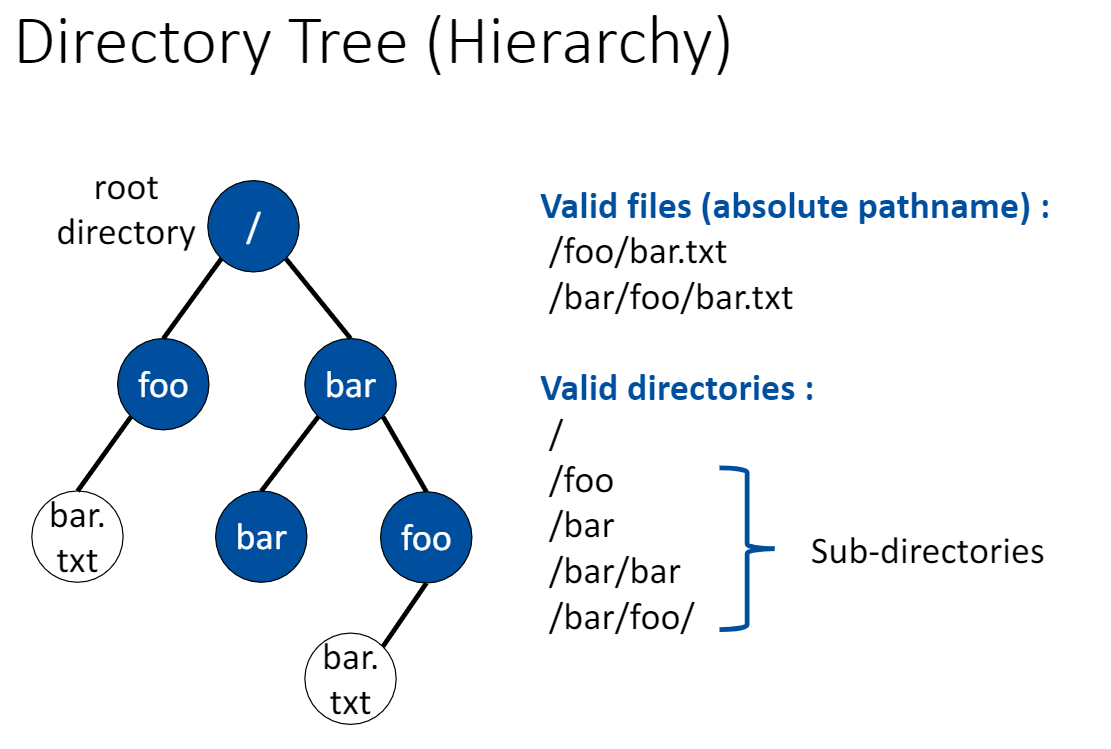 Directory Tree (Hierarchy)
root
directory
/
foo
bar
bar.
txt
bar
foo
bar.
txt
Valid files (absolute pathname) :
/foo/bar.txt
/bar/foo/bar.txt
Valid directories :
/
/foo
/bar
/bar/bar
/bar/foo/
Sub-directories